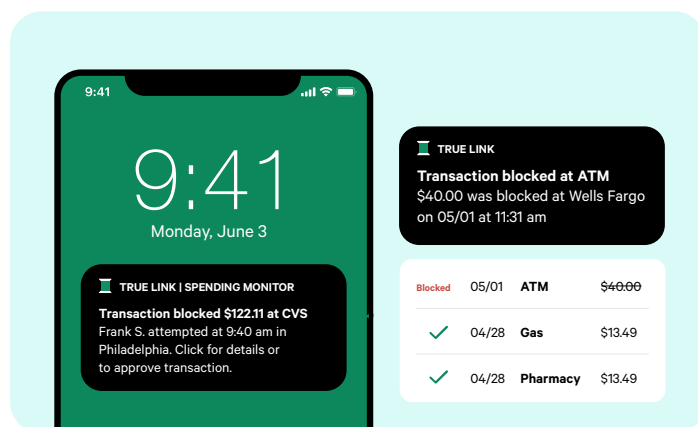 9:41
9:41
Monday, June 3
TRUE LINK | SPENDING MONITOR
Transaction blocked $122.11 at CVS
Frank S. attempted at 9:40 am in
Philadelphia. Click for details or
to approve transaction.
TRUE LINK
Transaction blocked at ATM
$40.00 was blocked at Wells Fargo
on 05/01 at 11:31 am
Blocked 05/01 ATM $40.00
04/28 Gas $13.49
04/28 Pharmacy $13.49